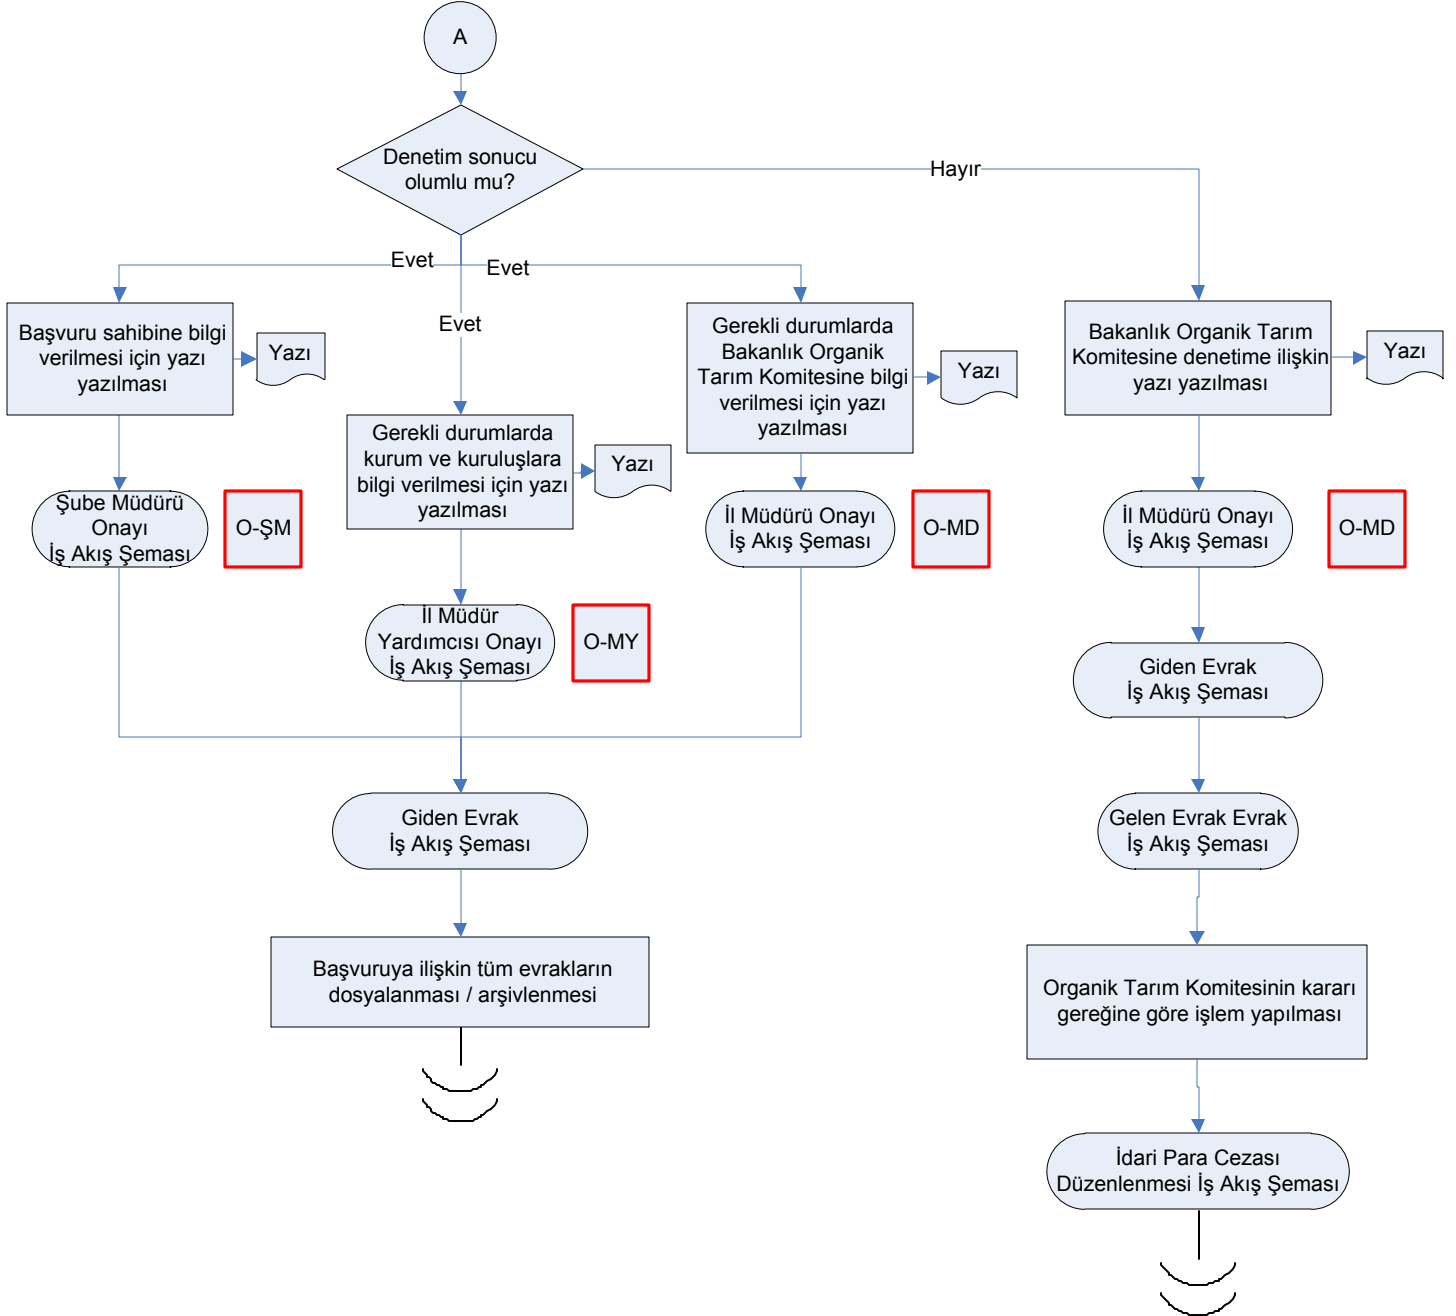 A
Denetim sonucu
olumlu mu?
Hayır
Evet
Evet
Evet
Başvuru sahibine bilgi
verilmesi için yazı
yazılması
Yazı
Gerekli durumlarda
kurum ve kuruluşlara
bilgi verilmesi için yazı
yazılması
Yazı
Gerekli durumlarda
Bakanlık Organik
Tarım Komitesine bilgi
verilmesi için yazı
yazılması
Yazı
Bakanlık Organik Tarım
Komitesine denetime ilişkin
yazı yazılması
Yazı
Şube Müdürü
Onayı
İş Akış Şeması
O-ŞM
İl Müdür
Yardımcısı Onayı
İş Akış Şeması
O-MY
İl Müdürü Onayı
İş Akış Şeması
O-MD
İl Müdürü Onayı
İş Akış Şeması
O-MD
Giden Evrak
İş Akış Şeması
Giden Evrak
İş Akış Şeması
Gelen Evrak Evrak
İş Akış Şeması
Başvuruya ilişkin tüm evrakların
dosyalanması / arşivlenmesi
Organik Tarım Komitesinin kararı
gereğine göre işlem yapılması
İdari Para Cezası
Düzenlenmesi İş Akış Şeması